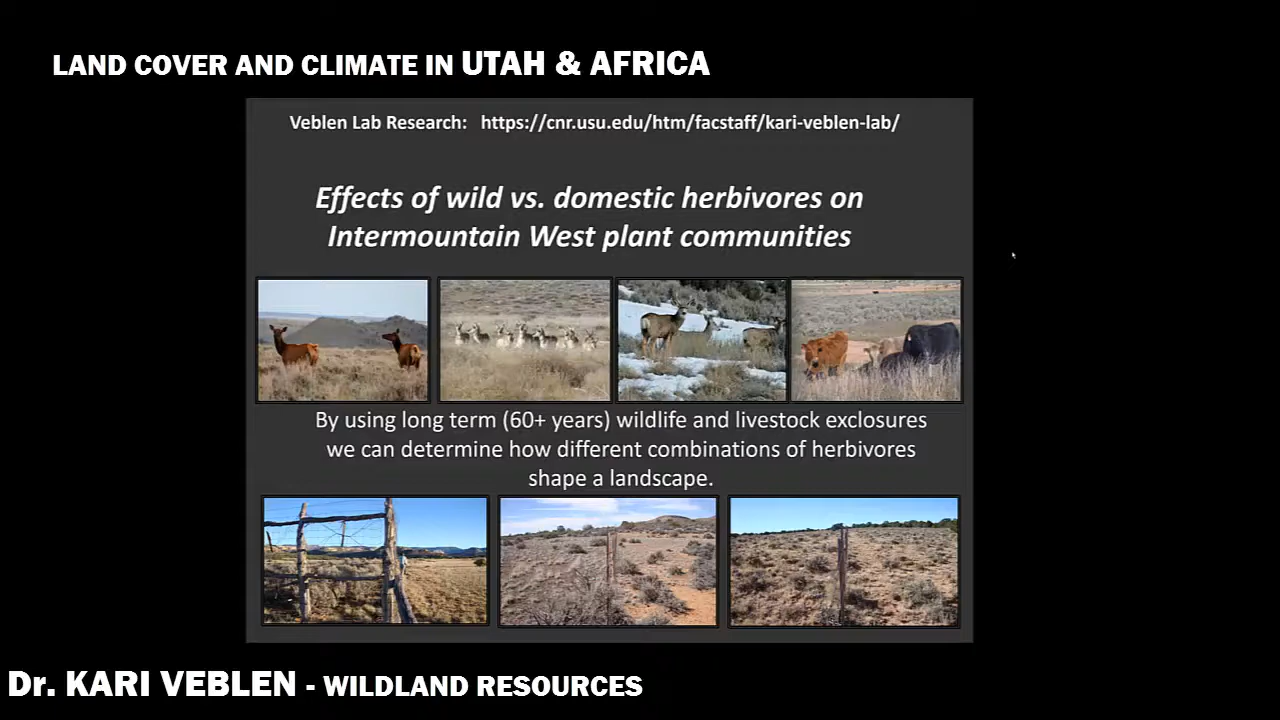 LAND COVER AND CLIMATE IN UTAH & AFRICA
Veblen Lab Research: https://cnr.usu.edu/htm/facstaff/kari-veblen-lab/
Effects of wild vs. domestic herbivores on
Intermountain West plant communities
By using long term (60+ years) wildlife and livestock exclosures
we can determine how different combinations of herbivores
shape a landscape.
Dr. KARI VEBLEN - WILDLAND RESOURCES